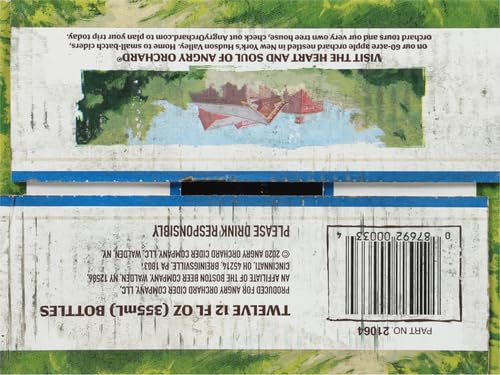 PART NO. 21064
0 87692 00033 4
TWELVE 12 FL OZ (355mL) BOTTLES
PRODUCED FOR ANGRY ORCHARD CIDER COMPANY, LLC,
AN AFFILIATE OF THE BOSTON BEER COMPANY, WALDEN, NY 12586,
CINCINNATI, OH 45214, BREINIGSVILLE PA 18031.
© 2020 ANGRY ORCHARD CIDER COMPANY, LLC, WALDEN, NY.
PLEASE DRINK RESPONSIBLY
VISIT THE HEART AND SOUL OF ANGRY ORCHARD®
on our 60-acre apple orchard nestled in New York's Hudson Valley. Home to small-batch ciders,
orchard tours and our very own tree house, check out AngryOrchard.com to plan your trip today.